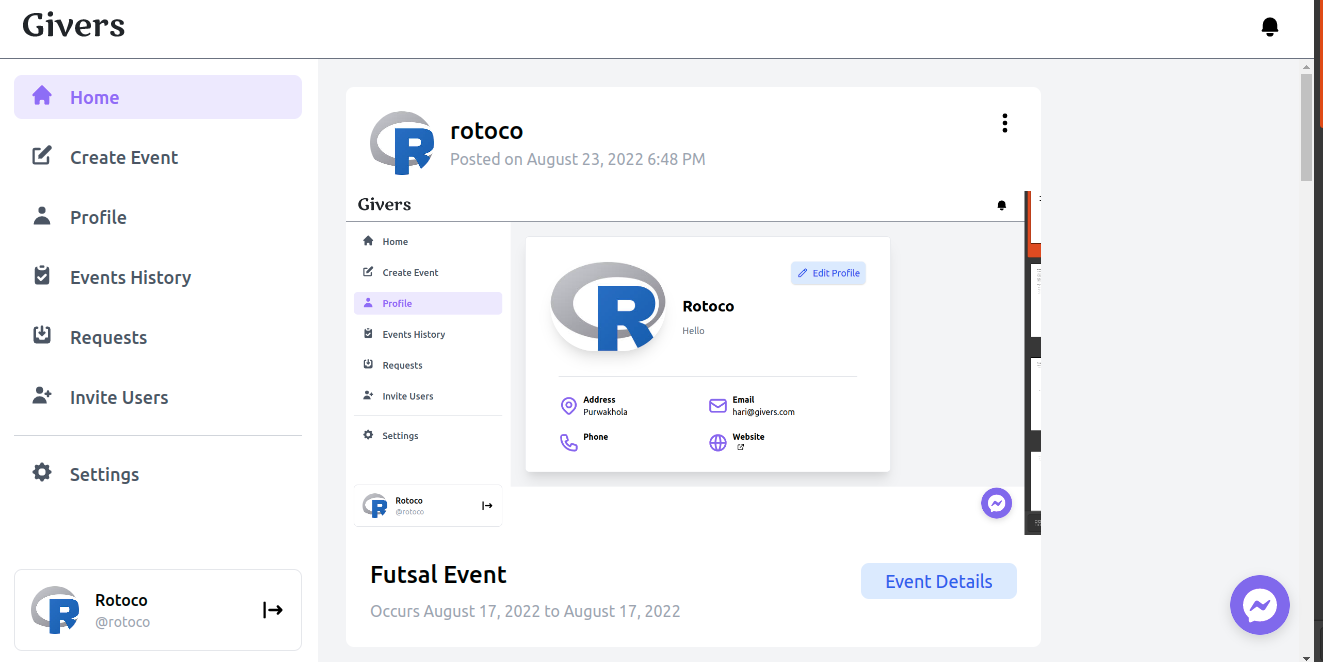 Givers
Home
Create Event
Profile
Events History
Requests
Invite Users
Settings
Rotoco
@rotoco
rotoco
Posted on August 23, 2022 6:48 PM
Givers
Home
Create Event
Profile
Events History
Requests
Invite Users
Settings
Rotoco
@rotoco
Edit Profile
R
Rotoco
Hello
Address
Purwakhola
Email
hari@givers.com
Phone
Website
Futsal Event
Event Details
Occurs August 17, 2022 to August 17, 2022